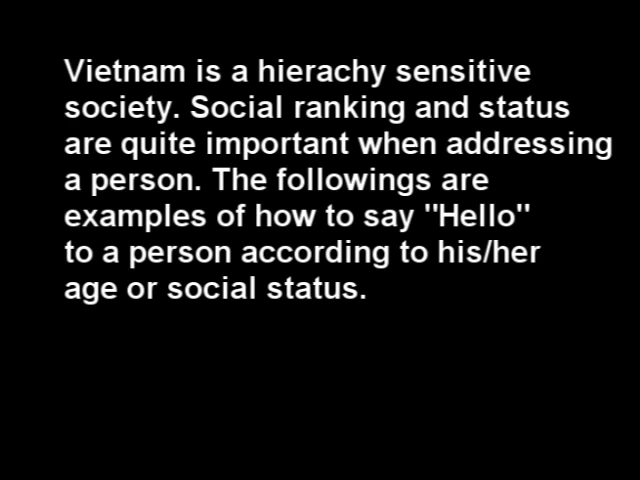 Vietnam is a hierachy sensitive
society. Social ranking and status
are quite important when addressing
a person. The followings are
examples of how to say "Hello"
to a person according to his/her
age or social status.